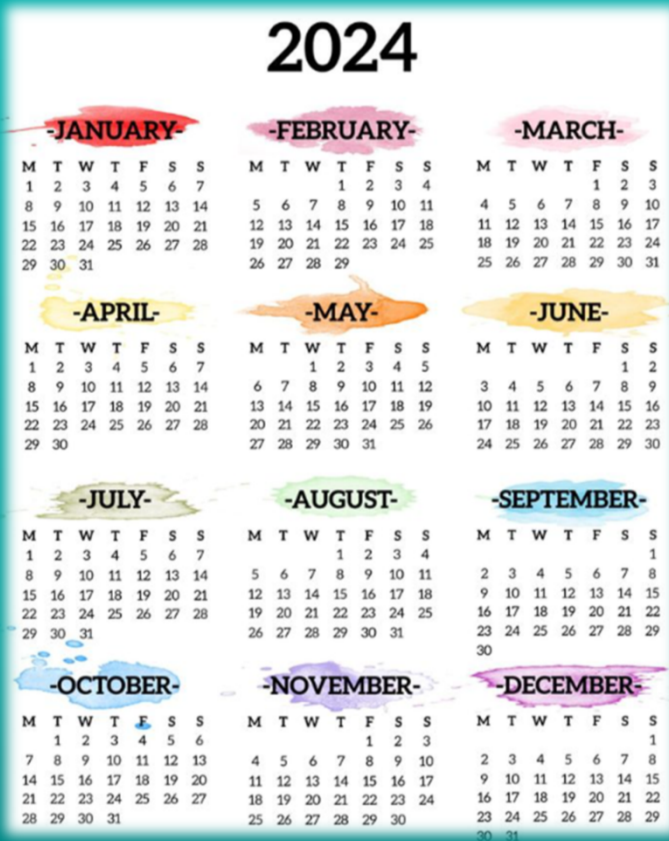 2024
-JANUARY-
M T W T F S S
1 2 3 4 5 6 7
8 9 10 11 12 13 14
15 16 17 18 19 20 21
22 23 24 25 26 27 28
29 30 31
-FEBRUARY-
M T W T F S S
1 2 3 4
5 6 7 8 9 10 11
12 13 14 15 16 17 18
19 20 21 22 23 24 25
26 27 28 29
-MARCH-
M T W T F S S
1 2 3
4 5 6 7 8 9 10
11 12 13 14 15 16 17
18 19 20 21 22 23 24
25 26 27 28 29 30 31
-APRIL-
M T W T F S S
1 2 3 4 5 6 7
8 9 10 11 12 13 14
15 16 17 18 19 20 21
22 23 24 25 26 27 28
29 30
-MAY-
M T W T F S S
1 2 3 4 5
6 7 8 9 10 11 12
13 14 15 16 17 18 19
20 21 22 23 24 25 26
27 28 29 30 31
-JUNE-
M T W T F S S
1 2
3 4 5 6 7 8 9
10 11 12 13 14 15 16
17 18 19 20 21 22 23
24 25 26 27 28 29 30
-JULY-
M T W T F S S
1 2 3 4 5 6 7
8 9 10 11 12 13 14
15 16 17 18 19 20 21
22 23 24 25 26 27 28
29 30 31
-AUGUST-
M T W T F S S
1 2 3 4
5 6 7 8 9 10 11
12 13 14 15 16 17 18
19 20 21 22 23 24 25
26 27 28 29 30 31
-SEPTEMBER-
M T W T F S S
1
2 3 4 5 6 7 8
9 10 11 12 13 14 15
16 17 18 19 20 21 22
23 24 25 26 27 28 29
30
-OCTOBER-
M T W T F S S
1 2 3 4 5 6
7 8 9 10 11 12 13
14 15 16 17 18 19 20
21 22 23 24 25 26 27
28 29 30 31
-NOVEMBER-
M T W T F S S
1 2 3
4 5 6 7 8 9 10
11 12 13 14 15 16 17
18 19 20 21 22 23 24
25 26 27 28 29 30
-DECEMBER-
M T W T F S S
1
2 3 4 5 6 7 8
9 10 11 12 13 14 15
16 17 18 19 20 21 22
23 24 25 26 27 28 29
30 31